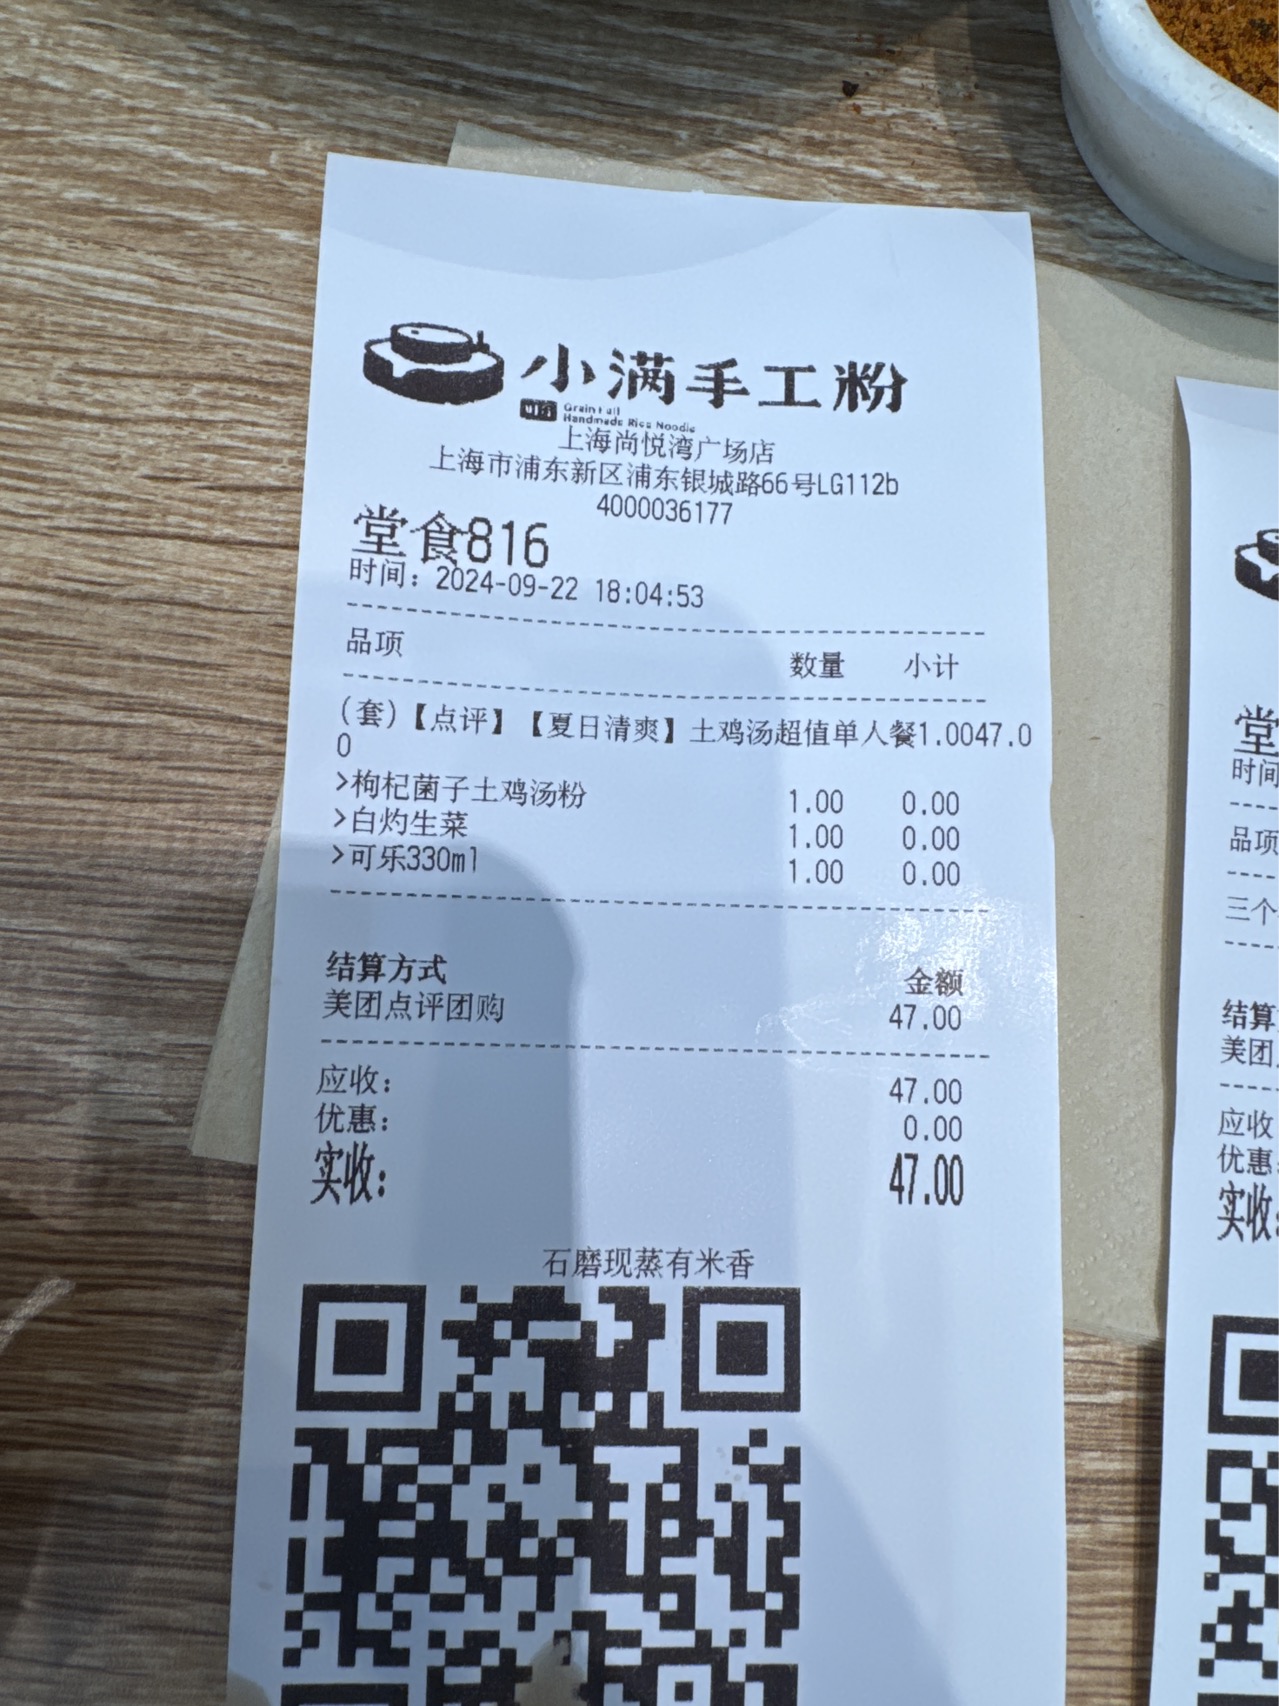 小满手工粉
Grain Full
Handmade Rice Noodle
上海尚悦湾广场店
上海市浦东新区浦东银城路66号LG112b
4000036177
堂食816
时间：2024-09-22 18:04:53
品项 数量 小计
(套)【点评】【夏日清爽】土鸡汤超值单人餐1.0047.0
0
>枸杞菌子土鸡汤粉 1.00 0.00
>白灼生菜 1.00 0.00
>可乐330ml 1.00 0.00
结算方式 金额
美团点评团购 47.00
应收: 47.00
优惠: 0.00
实收: 47.00
石磨现蒸有米香
堂
时间
品项
三个
结算
美团
应收
优惠:
实收: